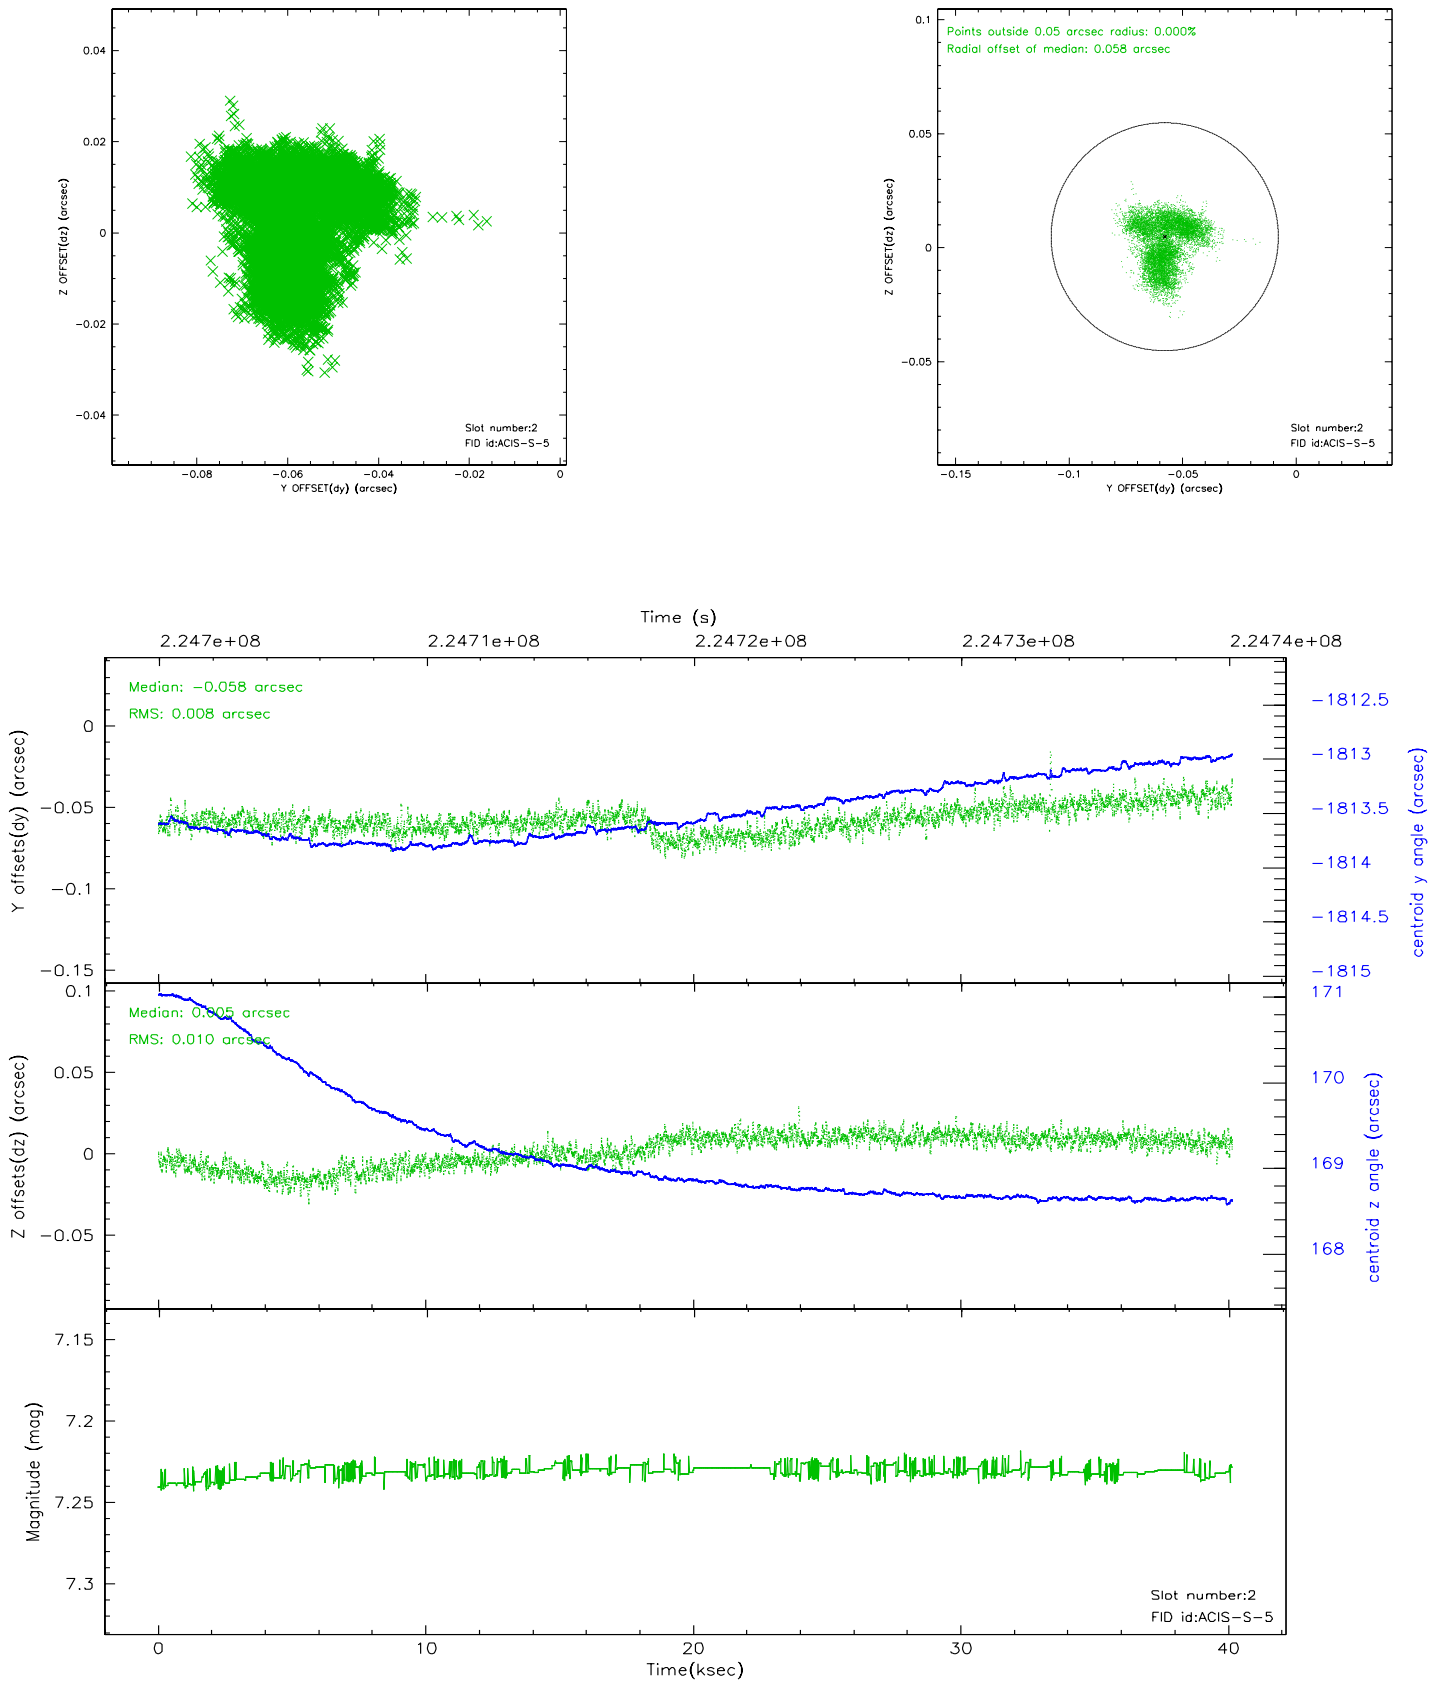 0.04
0.02
0
-0.02
-0.04
Z OFFSET(dz) (arcsec)
Slot number:2
FID id:ACIS-S-5
-0.08 -0.06 -0.04 -0.02 0
Y OFFSET(dy) (arcsec)
Points outside 0.05 arcsec radius: 0.000%
Radial offset of median: 0.058 arcsec
0.1
0.05
0
-0.05
Z OFFSET(dz) (arcsec)
Slot number:2
FID id:ACIS-S-5
-0.15 -0.1 -0.05 0
Y OFFSET(dy) (arcsec)
Time (s)
2.247e+08 2.2471e+08 2.2472e+08 2.2473e+08 2.2474e+08
Median: -0.058 arcsec
RMS: 0.008 arcsec
0
-0.05
-0.1
-0.15
Y offsets(dy) (arcsec)
-1812.5
-1813
-1813.5
-1814
-1814.5
-1815
centroid y angle (arcsec)
Median: 0.005 arcsec
RMS: 0.010 arcsec
0.1
0.05
0
-0.05
Z offsets(dz) (arcsec)
171
170
169
168
centroid z angle (arcsec)
7.15
7.2
7.25
7.3
Magnitude (mag)
Slot number:2
FID id:ACIS-S-5
0 10 20 30 40
Time(ksec)